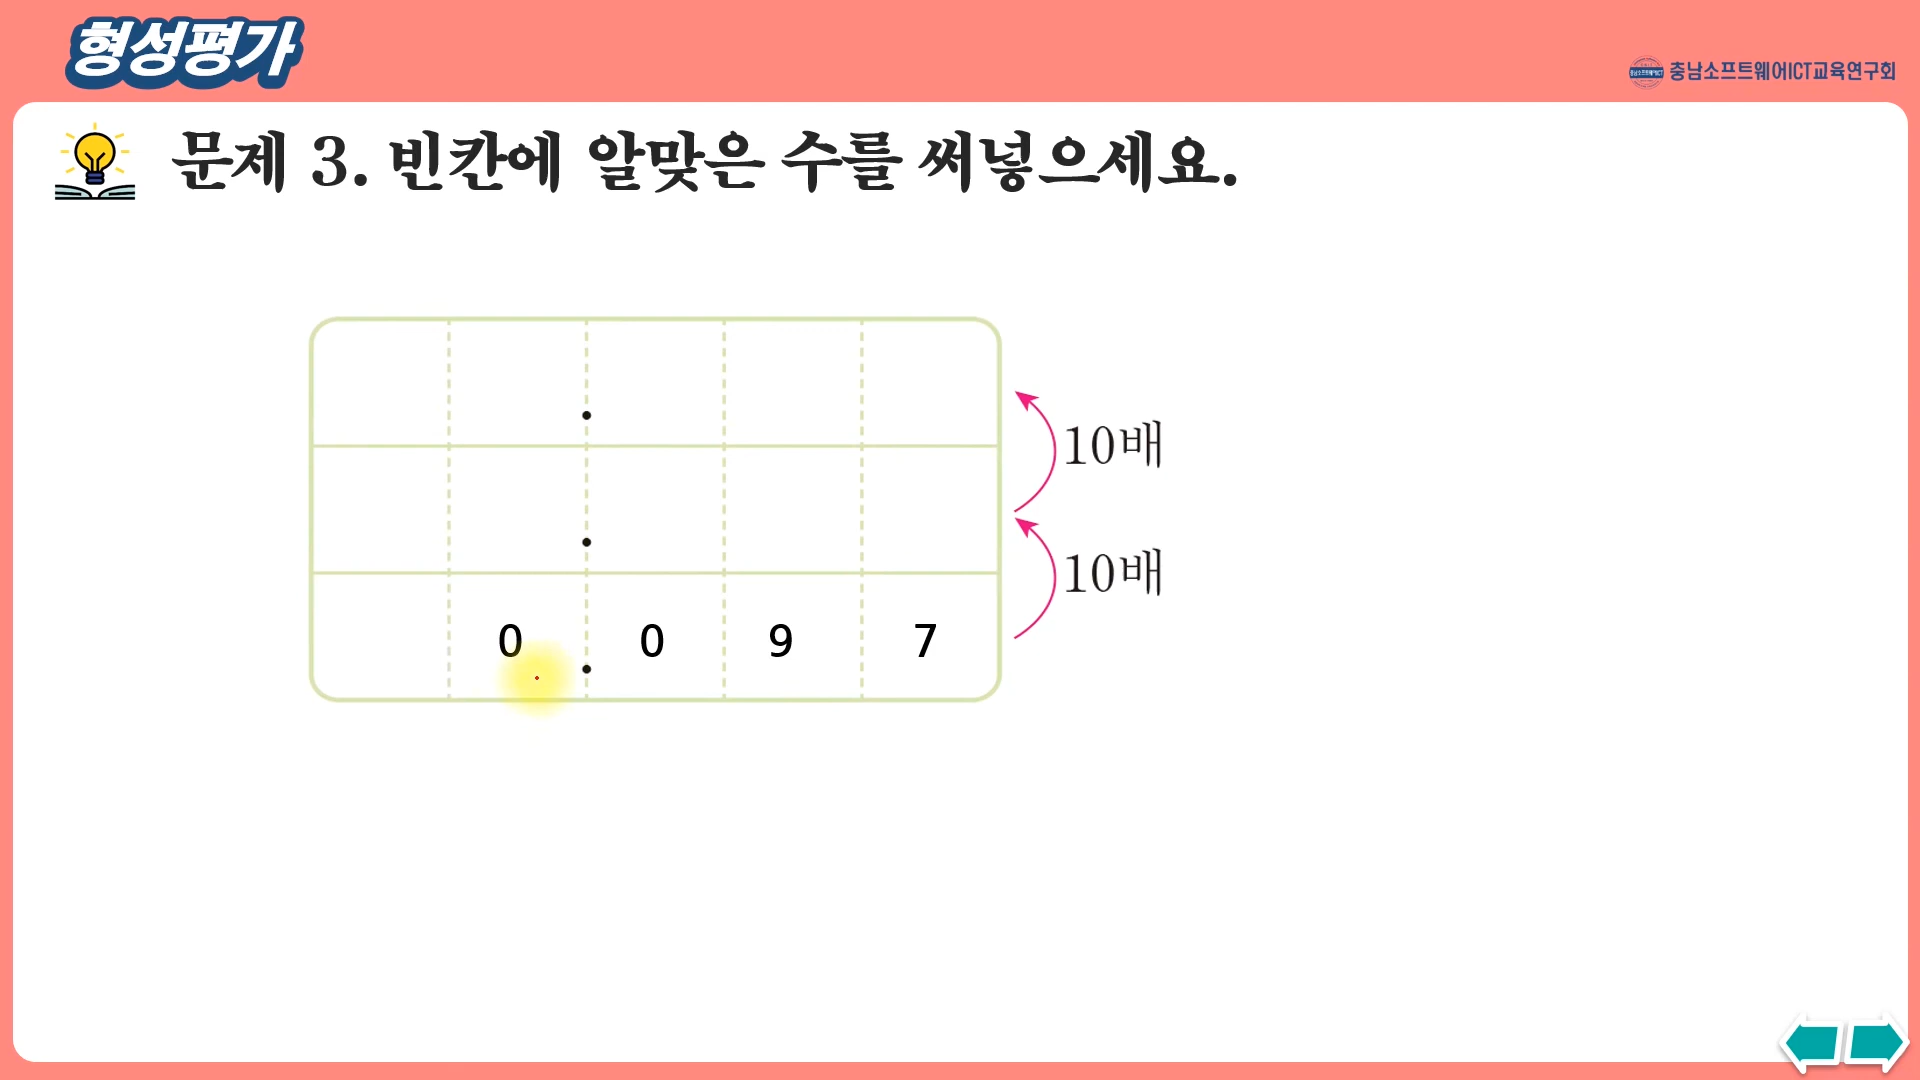 형성평가
충남소프트웨어ICT교육연구회
문제 3. 빈칸에 알맞은 수를 써넣으세요.
.
10배
.
10배
0 . 0 9 7